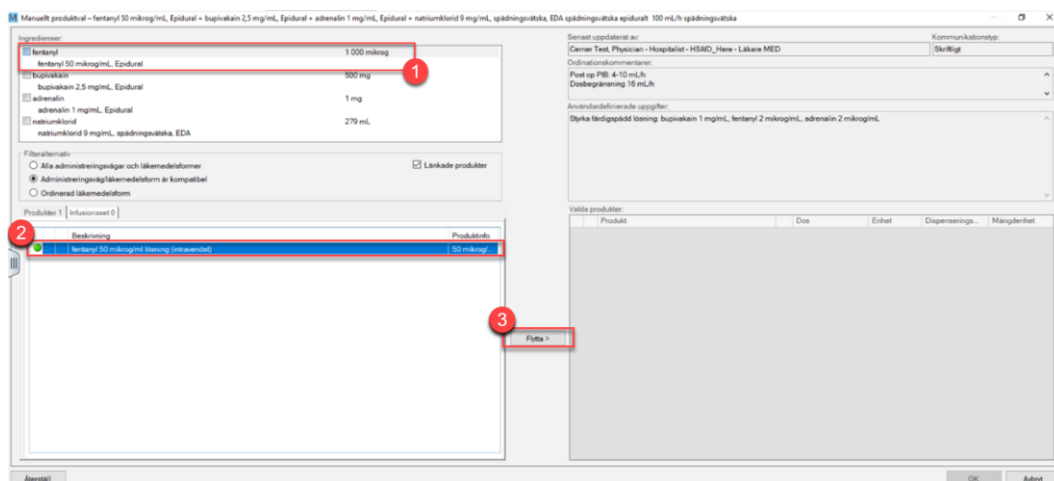 Manuellt produktval – fentanyl 50 mikrog/mL, Epidural + bupivakain 2,5 mg/mL, Epidural + adrenalin 1 mg/mL, Epidural + natriumklorid 9 mg/mL, spädningsvätska, EDA spädningsvätska epiduralt 100 mL/h spädningsvätska
Ingredienser:
fentanyl 1 000 mikrog
fentanyl 50 mikrog/mL, Epidural
1
bupivakain 500 mg
bupivakain 2,5 mg/mL, Epidural
adrenalin 1 mg
adrenalin 1 mg/mL, Epidural
natriumklorid 279 mL
natriumklorid 9 mg/mL, spädningsvätska, EDA
Filteralternativ
Alla administreringsvägar och läkemedelsformer
Länkade produkter
Administreringsväg/läkemedelsform är kompatibel
Ordinerad läkemedelsform
Produkter 1 Infusionsset 0
2
Beskrivning Produktinfo
fentanyl 50 mikrog/ml lösning (intravenöst) 50 mikrog/...
3
Flytta >
Senast uppdaterat av: Kommunikationstyp:
Cerner Test, Physician - Hospitalist - HSAID_Here - Läkare MED Skriftligt
Ordinationskommentarer:
Post op PIB: 4-10 mL/h
Dosbegränsning 16 mL/h
Användardefinierade uppgifter:
Styrka färdigspädd lösning: bupivakain 1 mg/mL, fentanyl 2 mikrog/mL, adrenalin 2 mikrog/mL
Valda produkter:
Produkt Dos Enhet Dispenserings... Mängdenhet
Återställ OK Avbryt